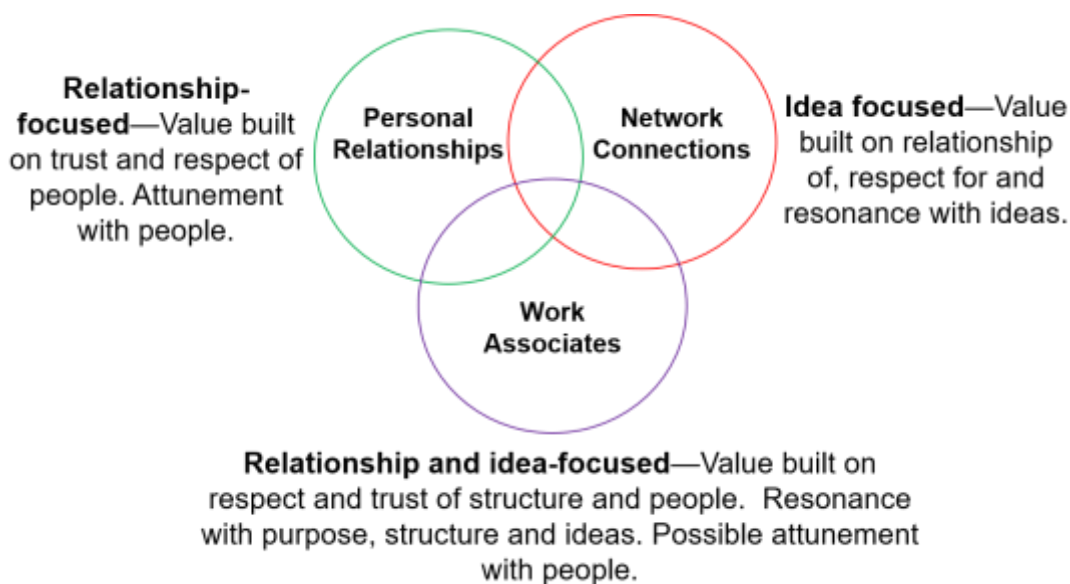 Relationship-
focused—Value built
on trust and respect of
people. Attunement
with people.
Personal
Relationships
Network
Connections
Idea focused—Value
built on relationship
of, respect for and
resonance with ideas.
Work
Associates
Relationship and idea-focused—Value built on
respect and trust of structure and people.  Resonance
with purpose, structure and ideas. Possible attunement
with people.